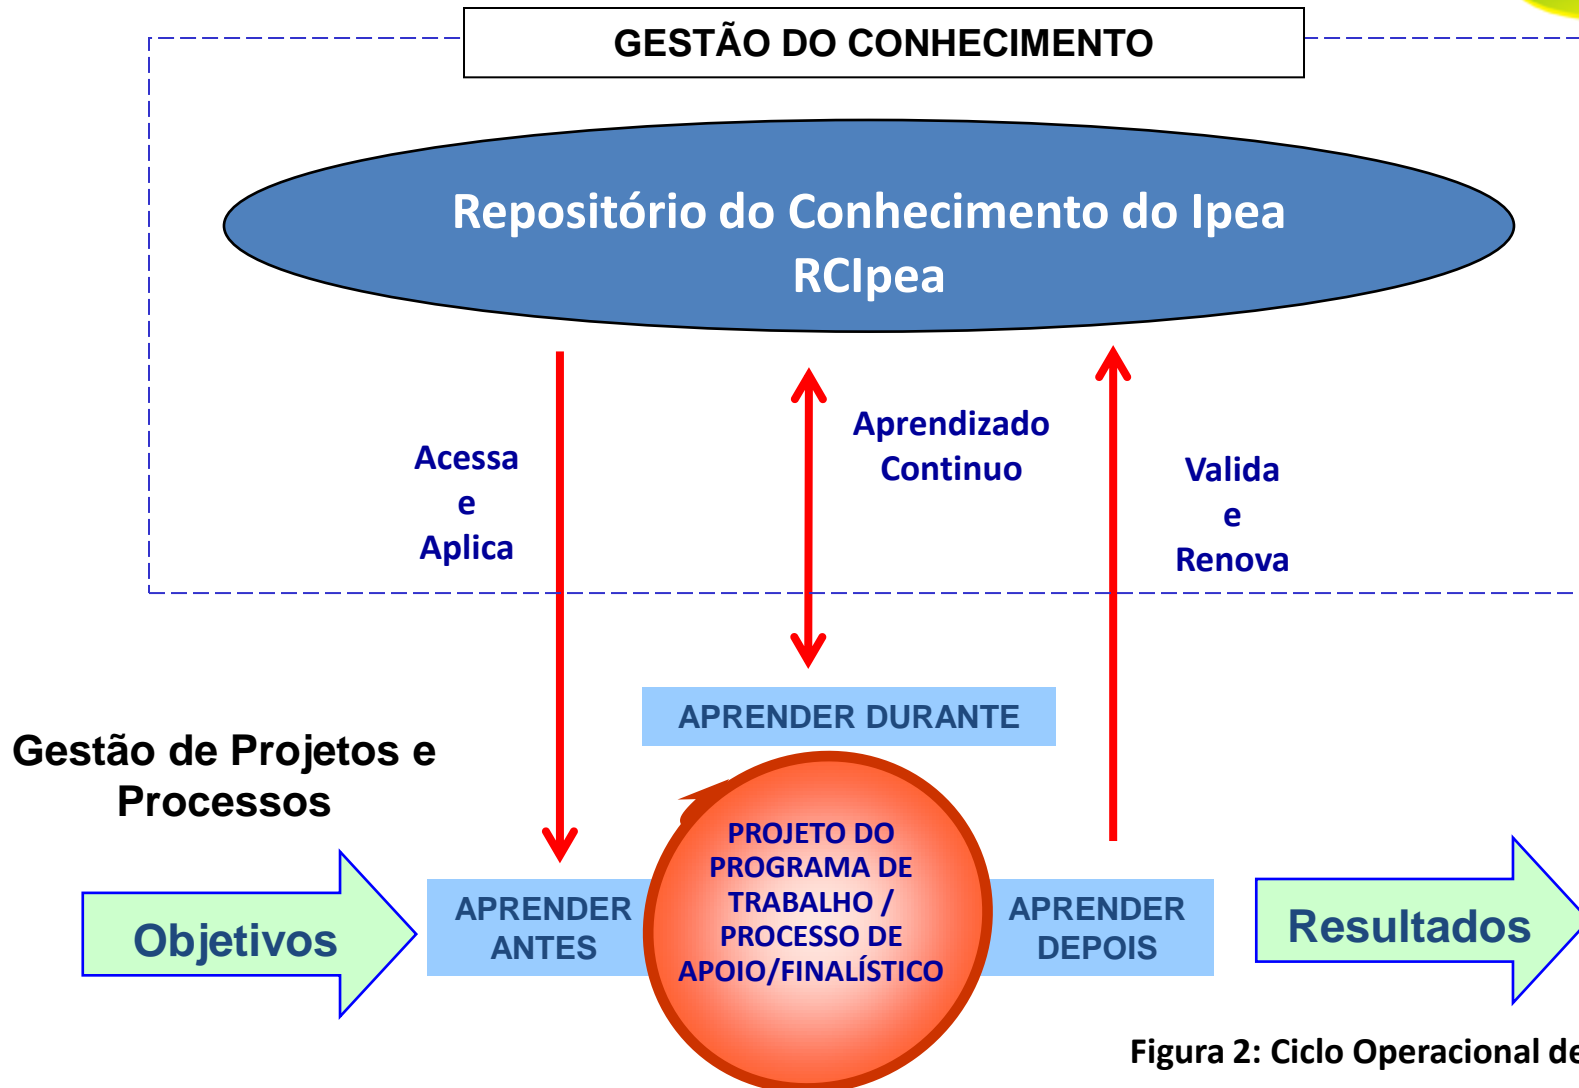 GESTÃO DO CONHECIMENTO
Repositório do Conhecimento do Ipea
RCIpea
Acessa
e
Aplica
Aprendizado
Continuo
Valida
e
Renova
APRENDER DURANTE
Gestão de Projetos e
Processos
Objetivos
APRENDER
ANTES
PROJETO DO
PROGRAMA DE
TRABALHO /
PROCESSO DE
APOIO/FINALÍSTICO
APRENDER
DEPOIS
Resultados
Figura 2: Ciclo Operacional de